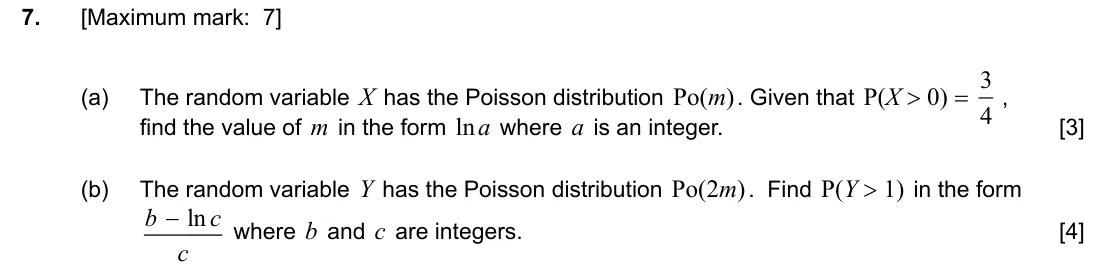 7. [Maximum mark: 7]
(a) The random variable X has the Poisson distribution Po(m). Given that P(X > 0) = 3/4,
find the value of m in the form ln a where a is an integer. [3]
(b) The random variable Y has the Poisson distribution Po(2m). Find P(Y > 1) in the form
(b − ln c)/c where b and c are integers. [4]